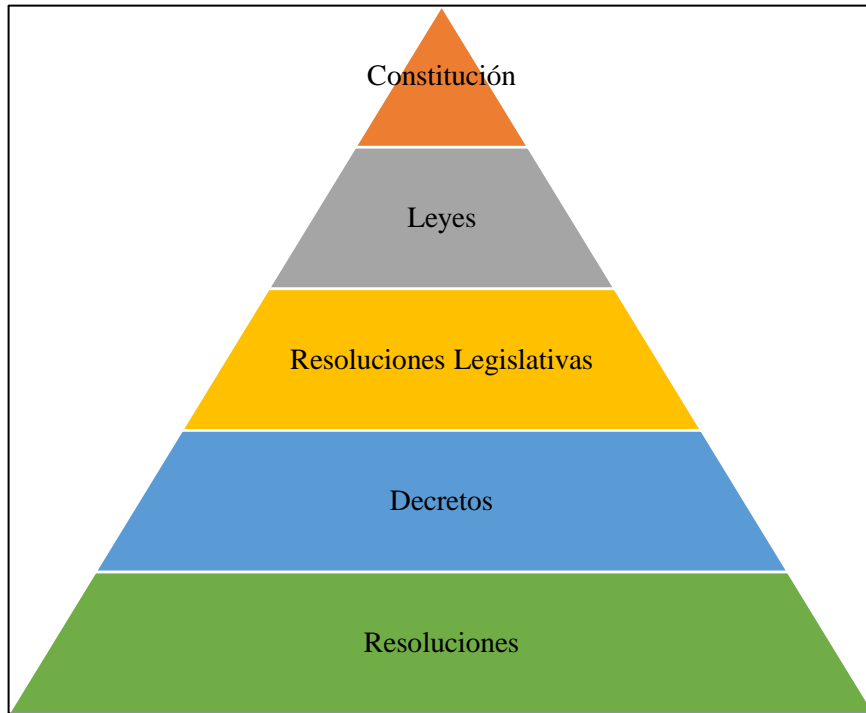 Constitución
Leyes
Resoluciones Legislativas
Decretos
Resoluciones